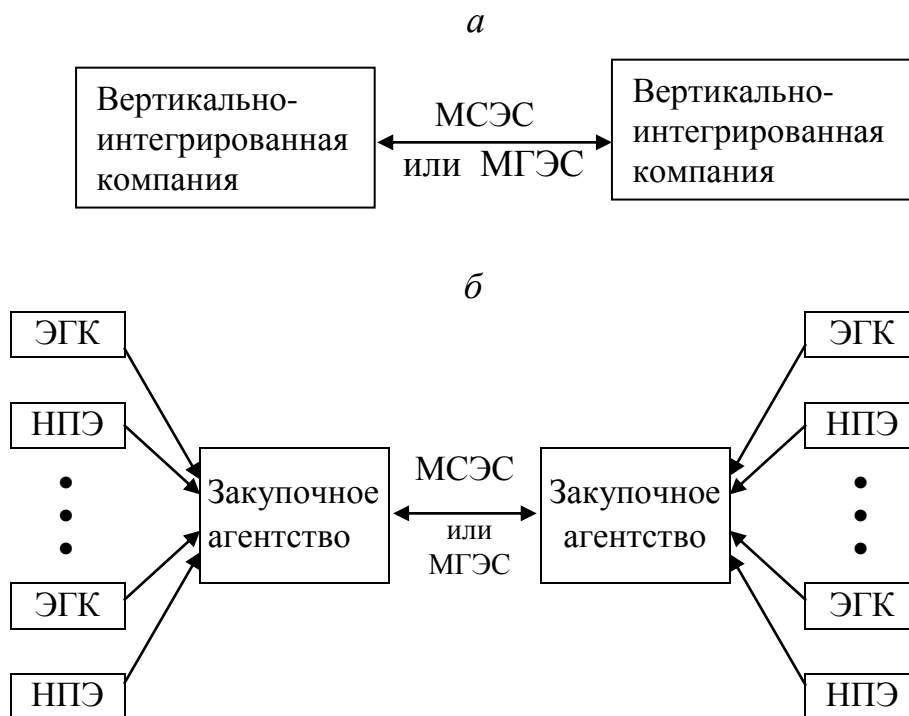 а
Вертикально-
интегрированная
компания
МСЭС
или МГЭС
Вертикально-
интегрированная
компания
б
ЭГК
НПЭ
ЭГК
НПЭ
Закупочное
агентство
МСЭС
или
МГЭС
Закупочное
агентство
ЭГК
НПЭ
ЭГК
НПЭ